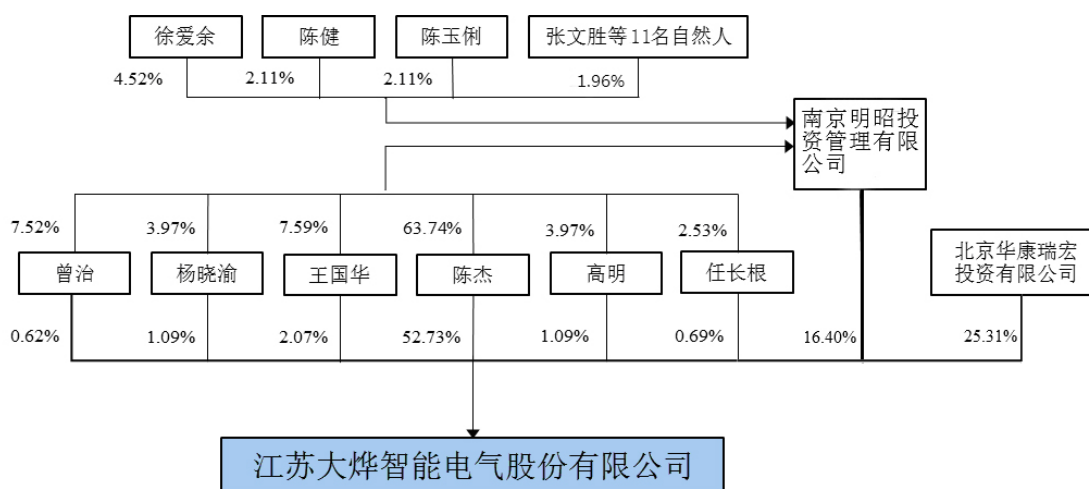 徐爱余
陈健
陈玉俐
张文胜等11名自然人
4.52%
2.11%
2.11%
1.96%
南京明昭投
资管理有限
公司
7.52%
3.97%
7.59%
63.74%
3.97%
2.53%
曾治
杨晓渝
王国华
陈杰
高明
任长根
北京华康瑞宏
投资有限公司
0.62%
1.09%
2.07%
52.73%
1.09%
0.69%
16.40%
25.31%
江苏大烨智能电气股份有限公司